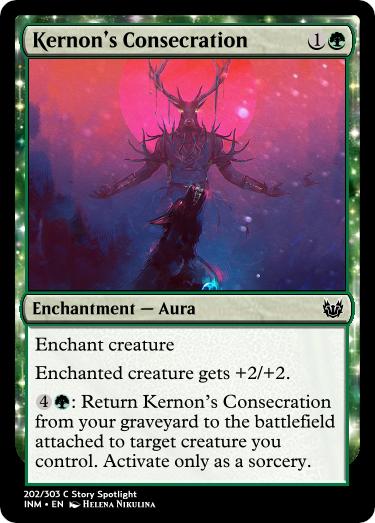 Kernon's Consecration 1
Enchantment — Aura
Enchant creature
Enchanted creature gets +2/+2.
4: Return Kernon's Consecration
from your graveyard to the battlefield
attached to target creature you
control. Activate only as a sorcery.
202/303 C Story Spotlight
INM • EN Helena Nikulina